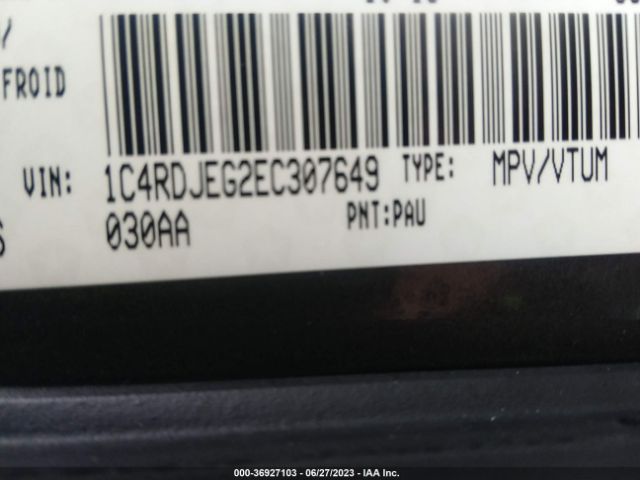 FROID
VIN: 1C4RDJEG2EC307649 TYPE: MPV/VTUM
030AA PNT:PAU
000-36927103 - 06/27/2023 - IAA Inc.